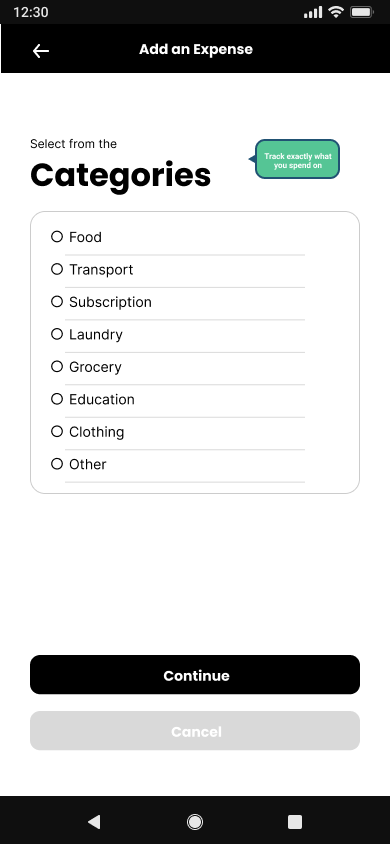 12:30
Add an Expense
Select from the
Categories
Track exactly what
you spend on
Food
Transport
Subscription
Laundry
Grocery
Education
Clothing
Other
Continue
Cancel